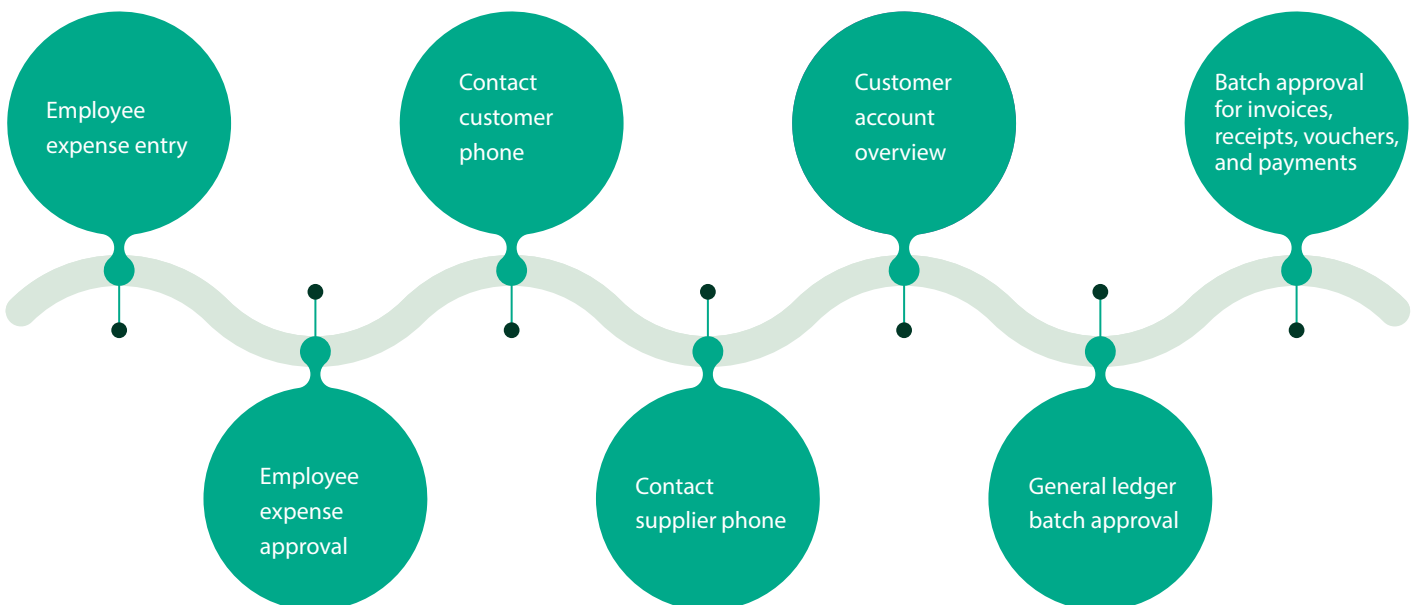 Employee
expense entry
Employee
expense
approval
Contact
customer
phone
Contact
supplier phone
Customer
account
overview
General ledger
batch approval
Batch approval
for invoices,
receipts, vouchers,
and payments